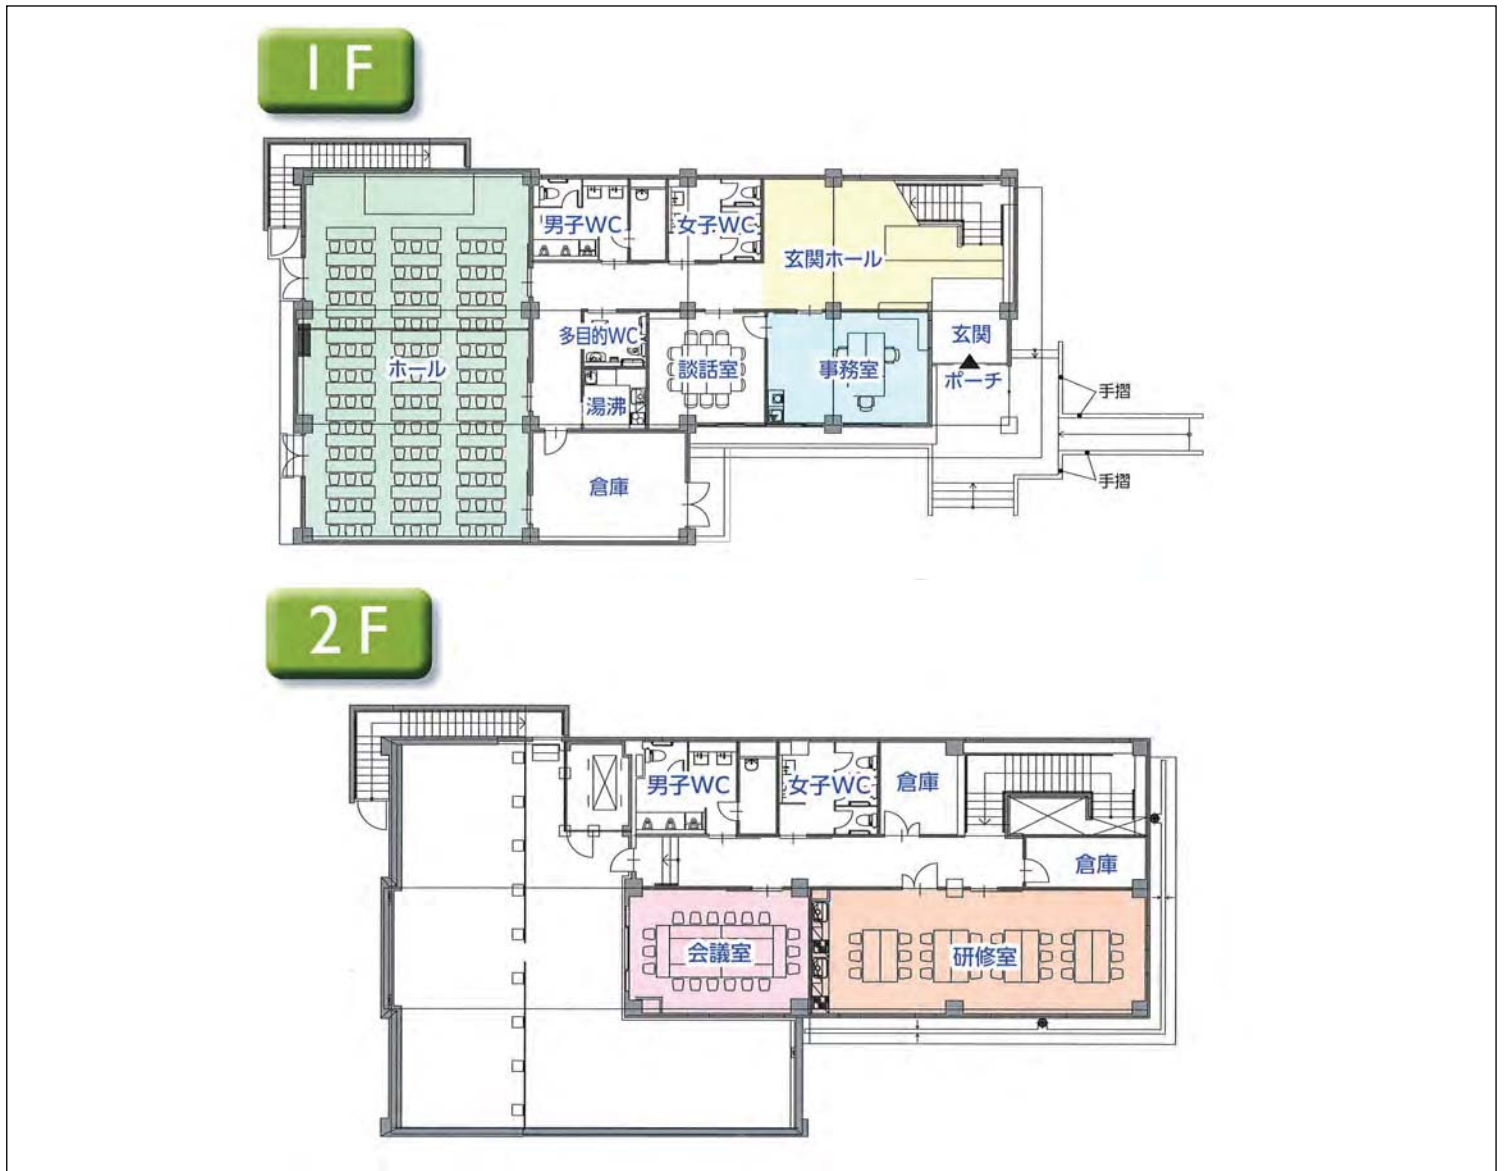 1F
男子WC
女子WC
玄関ホール
多目的WC
玄関
ホール
談話室
事務室
ポーチ
手摺
湯沸
倉庫
手摺
2F
男子WC
女子WC
倉庫
倉庫
会議室
研修室